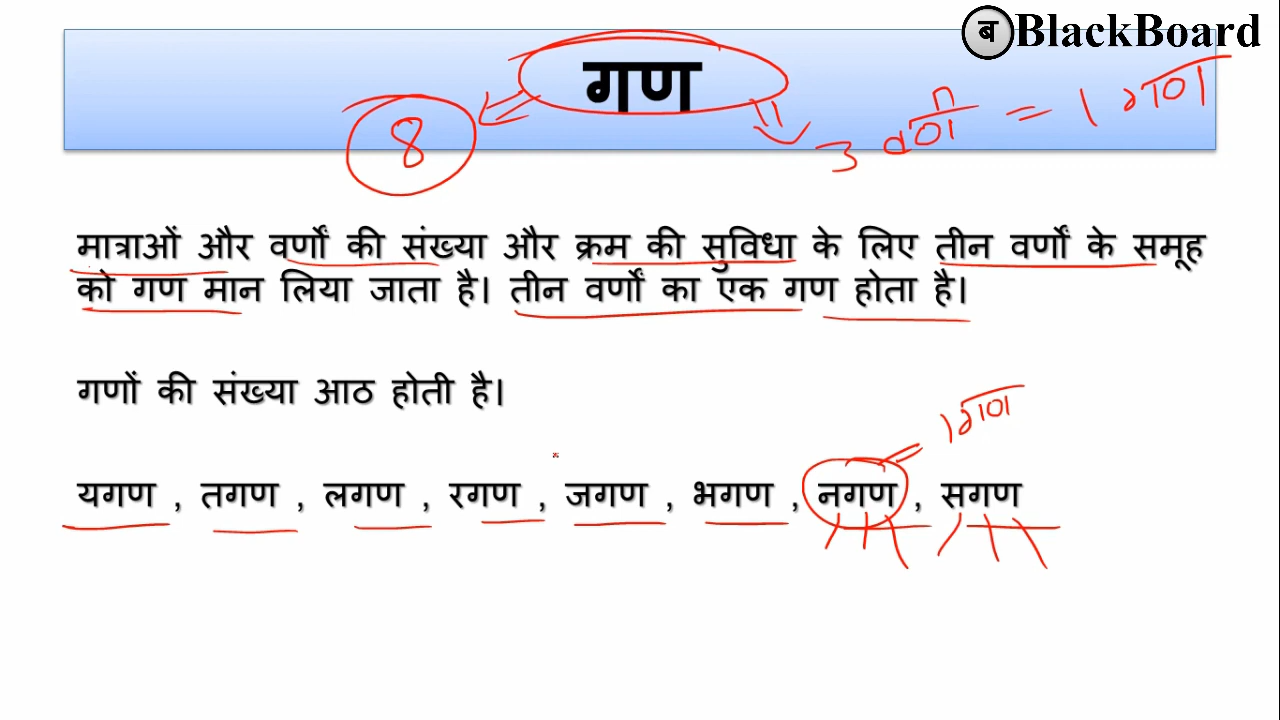 ब BlackBoard
गण
8
3 वर्ण = 1 गण
मात्राओं और वर्णों की संख्या और क्रम की सुविधा के लिए तीन वर्णों के समूह
को गण मान लिया जाता है। तीन वर्णों का एक गण होता है।
गणों की संख्या आठ होती है।
1 गण
यगण , तगण , लगण , रगण , जगण , भगण , नगण , सगण